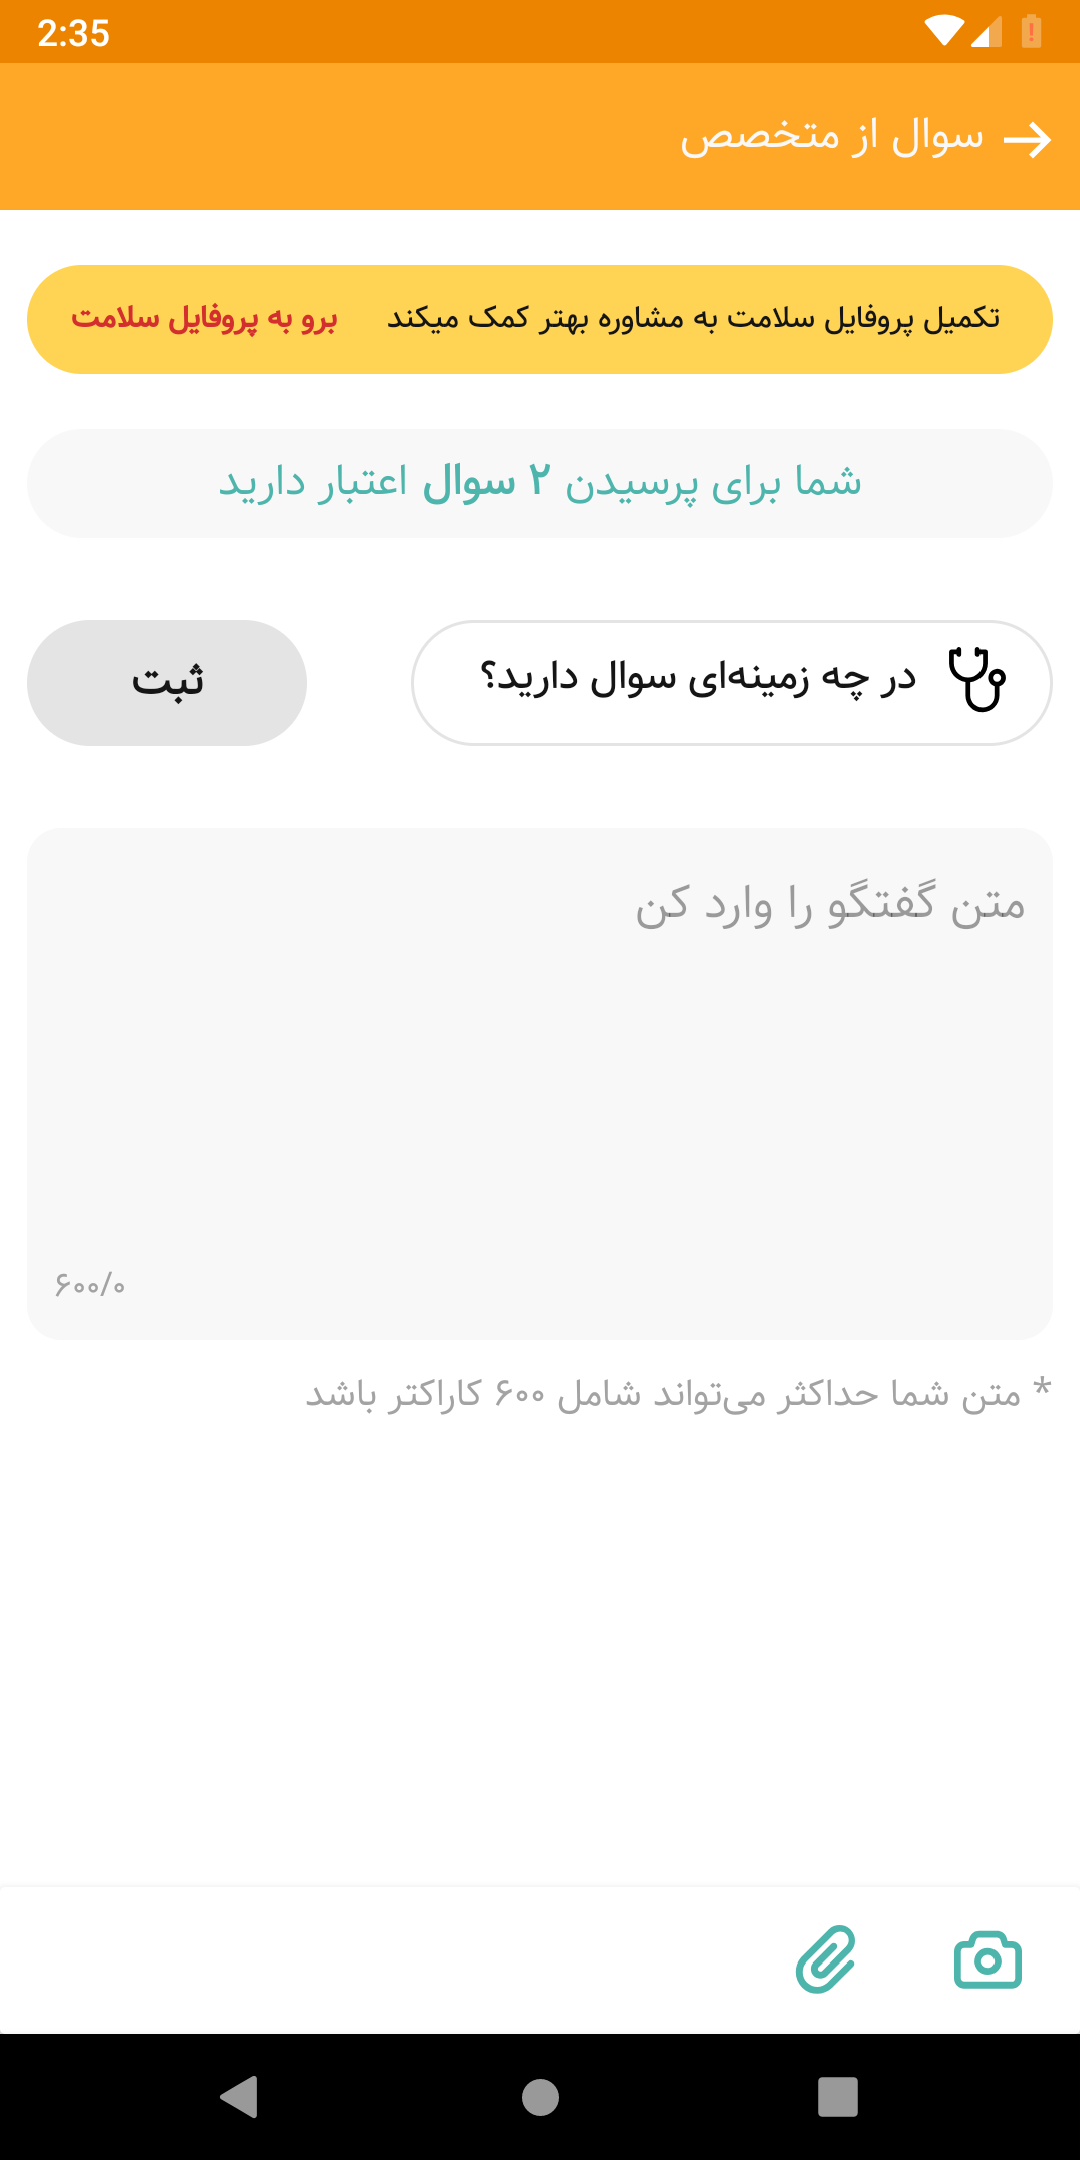 2:35
سوال از متخصص
تکمیل پروفایل سلامت به مشاوره بهتر کمک میکند برو به پروفایل سلامت
شما برای پرسیدن ۲ سوال اعتبار دارید
در چه زمینه‌ای سوال دارید؟
ثبت
متن گفتگو را وارد کن
۶۰۰/۰
* متن شما حداکثر می‌تواند شامل ۶۰۰ کاراکتر باشد